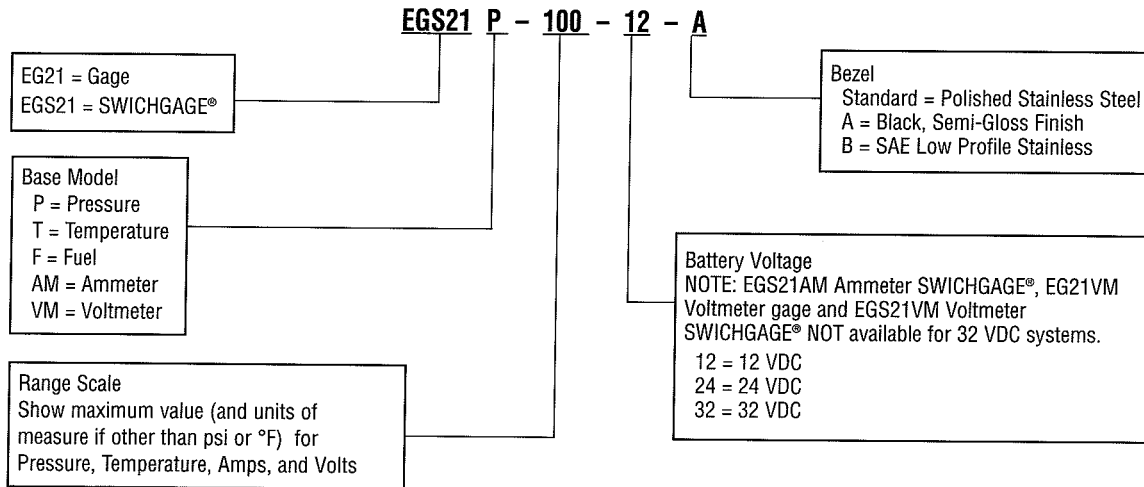 EGS21 P - 100 - 12 - A
EG21 = Gage
EGS21 = SWICHGAGE®
Base Model
P = Pressure
T = Temperature
F = Fuel
AM = Ammeter
VM = Voltmeter
Range Scale
Show maximum value (and units of
measure if other than psi or °F) for
Pressure, Temperature, Amps, and Volts
Bezel
Standard = Polished Stainless Steel
A = Black, Semi-Gloss Finish
B = SAE Low Profile Stainless
Battery Voltage
NOTE: EGS21AM Ammeter SWICHGAGE®, EG21VM
Voltmeter gage and EGS21VM Voltmeter
SWICHGAGE® NOT available for 32 VDC systems.
12 = 12 VDC
24 = 24 VDC
32 = 32 VDC